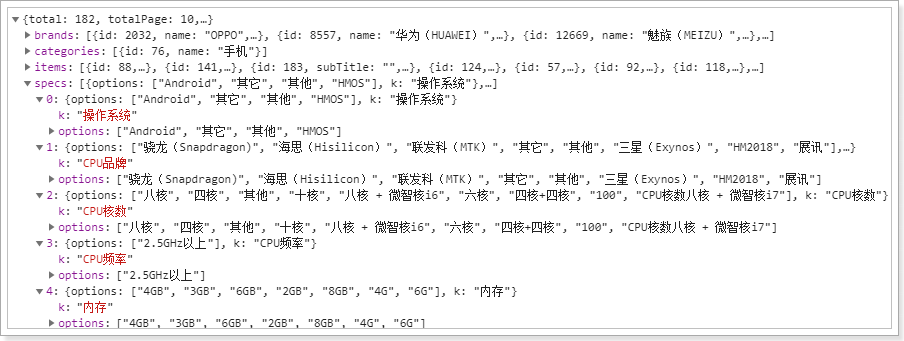 {total: 182, totalPage: 10,…}
brands: [{id: 2032, name: "OPPO",…}, {id: 8557, name: "华为（HUAWEI）",…}, {id: 12669, name: "魅族（MEIZU）",…},…]
categories: [{id: 76, name: "手机"}]
items: [{id: 88,…}, {id: 141,…}, {id: 183, subTitle: "",…}, {id: 124,…}, {id: 57,…}, {id: 92,…}, {id: 118,…},…]
specs: [{options: ["Android", "其它", "其他", "HMOS"], k: "操作系统"},…]
0: {options: ["Android", "其它", "其他", "HMOS"], k: "操作系统"}
k: "操作系统"
options: ["Android", "其它", "其他", "HMOS"]
1: {options: ["骁龙（Snapdragon)", "海思（Hisilicon）", "联发科（MTK）", "其它", "其他", "三星（Exynos）", "HM2018", "展讯"],…}
k: "CPU品牌"
options: ["骁龙（Snapdragon)", "海思（Hisilicon）", "联发科（MTK）", "其它", "其他", "三星（Exynos）", "HM2018", "展讯"]
2: {options: ["八核", "四核", "其他", "十核", "八核 + 微智核i6", "六核", "四核+四核", "100", "CPU核数八核 + 微智核i7"], k: "CPU核数"}
k: "CPU核数"
options: ["八核", "四核", "其他", "十核", "八核 + 微智核i6", "六核", "四核+四核", "100", "CPU核数八核 + 微智核i7"]
3: {options: ["2.5GHz以上"], k: "CPU频率"}
k: "CPU频率"
options: ["2.5GHz以上"]
4: {options: ["4GB", "3GB", "6GB", "2GB", "8GB", "4G", "6G"], k: "内存"}
k: "内存"
options: ["4GB", "3GB", "6GB", "2GB", "8GB", "4G", "6G"]